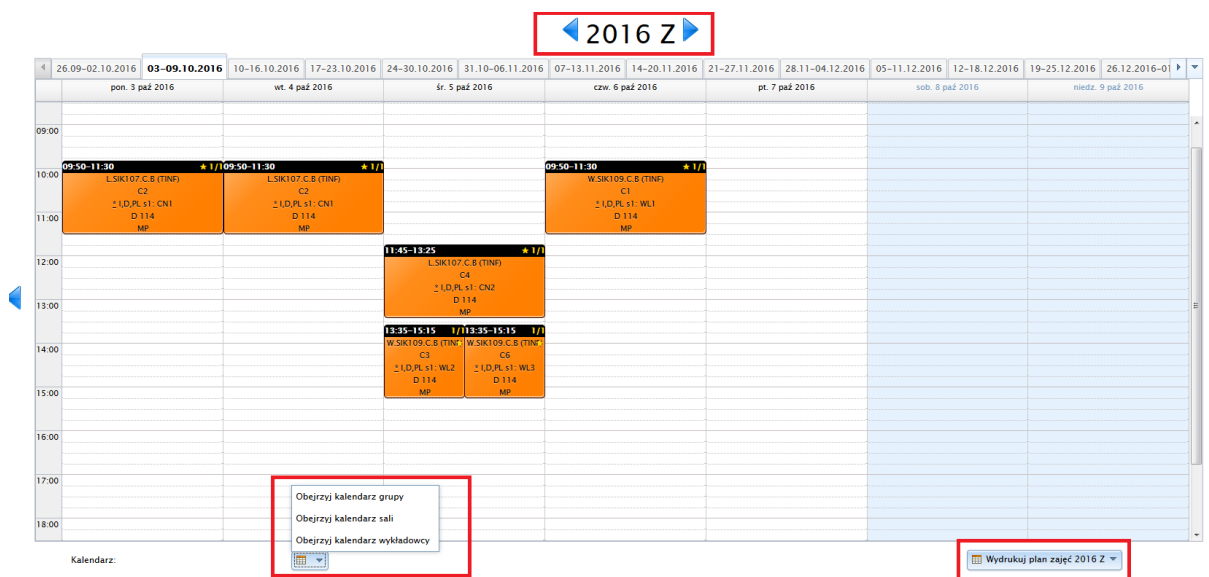 2016 Z
26.09-02.10.2016 03-09.10.2016 10-16.10.2016 17-23.10.2016 24-30.10.2016 31.10-06.11.2016 07-13.11.2016 14-20.11.2016 21-27.11.2016 28.11-04.12.2016 05-11.12.2016 12-18.12.2016 19-25.12.2016 26.12.2016-01
pon. 3 paź 2016 wt. 4 paź 2016 śr. 5 paź 2016 czw. 6 paź 2016 pt. 7 paź 2016 sob. 8 paź 2016 niedz. 9 paź 2016
09:00
10:00
11:00
12:00
13:00
14:00
15:00
16:00
17:00
18:00
09:50-11:30 ★ 1/1
L.SIK107.C.B (TINF)
C2
* I,D,PL s1: CN1
D 114
MP
09:50-11:30 ★ 1/1
L.SIK107.C.B (TINF)
C2
* I,D,PL s1: CN1
D 114
MP
11:45-13:25 ★ 1/1
L.SIK107.C.B (TINF)
C4
* I,D,PL s1: CN2
D 114
MP
13:35-15:15 1/1
W.SIK109.C.B (TINF
C3
* I,D,PL s1: WL2
D 114
MP
13:35-15:15 1/1
W.SIK109.C.B (TINF
C6
* I,D,PL s1: WL3
D 114
MP
09:50-11:30 ★ 1/1
W.SIK109.C.B (TINF)
C1
* I,D,PL s1: WL1
D 114
MP
Obejrzyj kalendarz grupy
Obejrzyj kalendarz sali
Obejrzyj kalendarz wykładowcy
Kalendarz:
Wydrukuj plan zajęć 2016 Z